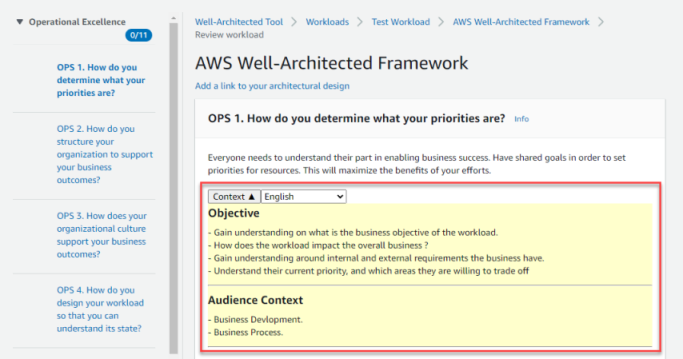 ▼ Operational Excellence
0/11
OPS 1. How do you
determine what your
priorities are?
OPS 2. How do you
structure your
organization to support
your business
outcomes?
OPS 3. How does your
organizational culture
support your business
outcomes?
OPS 4. How do you
design your workload
so that you can
understand its state?
Well-Architected Tool > Workloads > Test Workload > AWS Well-Architected Framework >
Review workload
AWS Well-Architected Framework
Add a link to your architectural design
OPS 1. How do you determine what your priorities are? Info
Everyone needs to understand their part in enabling business success. Have shared goals in order to set
priorities for resources. This will maximize the benefits of your efforts.
Context ▲ English
Objective
- Gain understanding on what is the business objective of the workload.
- How does the workload impact the overall business ?
- Gain understanding around internal and external requirements the business have.
- Understand their current priority, and which areas they are willing to trade off
Audience Context
- Business Devlopment.
- Business Process.